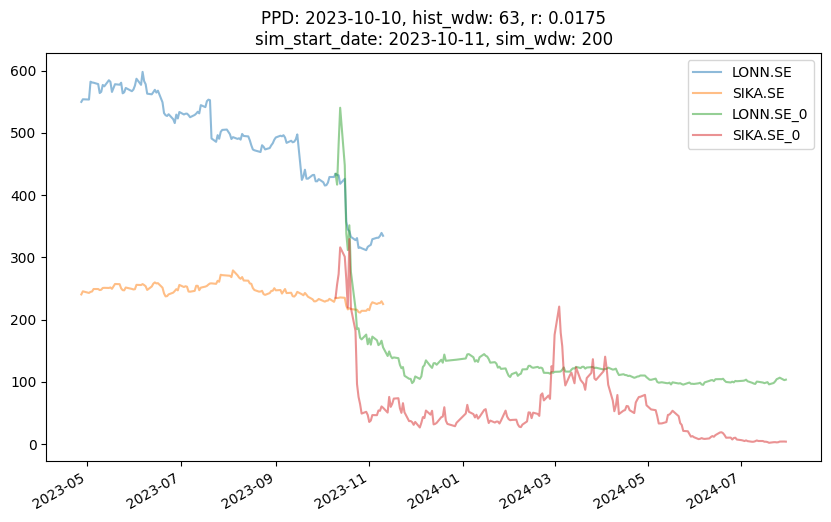 PPD: 2023-10-10, hist_wdw: 63, r: 0.0175
sim_start_date: 2023-10-11, sim_wdw: 200
LONN.SE
SIKA.SE
LONN.SE_0
SIKA.SE_0
600
500
400
300
200
100
0
2023-05
2023-07
2023-09
2023-11
2024-01
2024-03
2024-05
2024-07